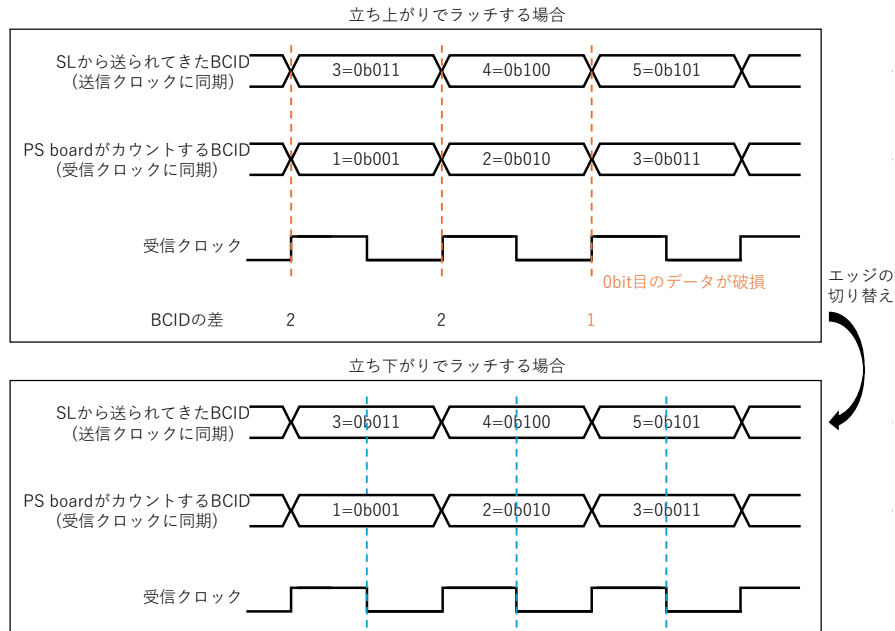 立ち上がりでラッチする場合
SLから送られてきたBCID
(送信クロックに同期)
3=0b011
4=0b100
5=0b101
PS boardがカウントするBCID
(受信クロックに同期)
1=0b001
2=0b010
3=0b011
受信クロック
0bit目のデータが破損
BCIDの差
2
2
1
エッジの
切り替え
立ち下がりでラッチする場合
SLから送られてきたBCID
(送信クロックに同期)
3=0b011
4=0b100
5=0b101
PS boardがカウントするBCID
(受信クロックに同期)
1=0b001
2=0b010
3=0b011
受信クロック